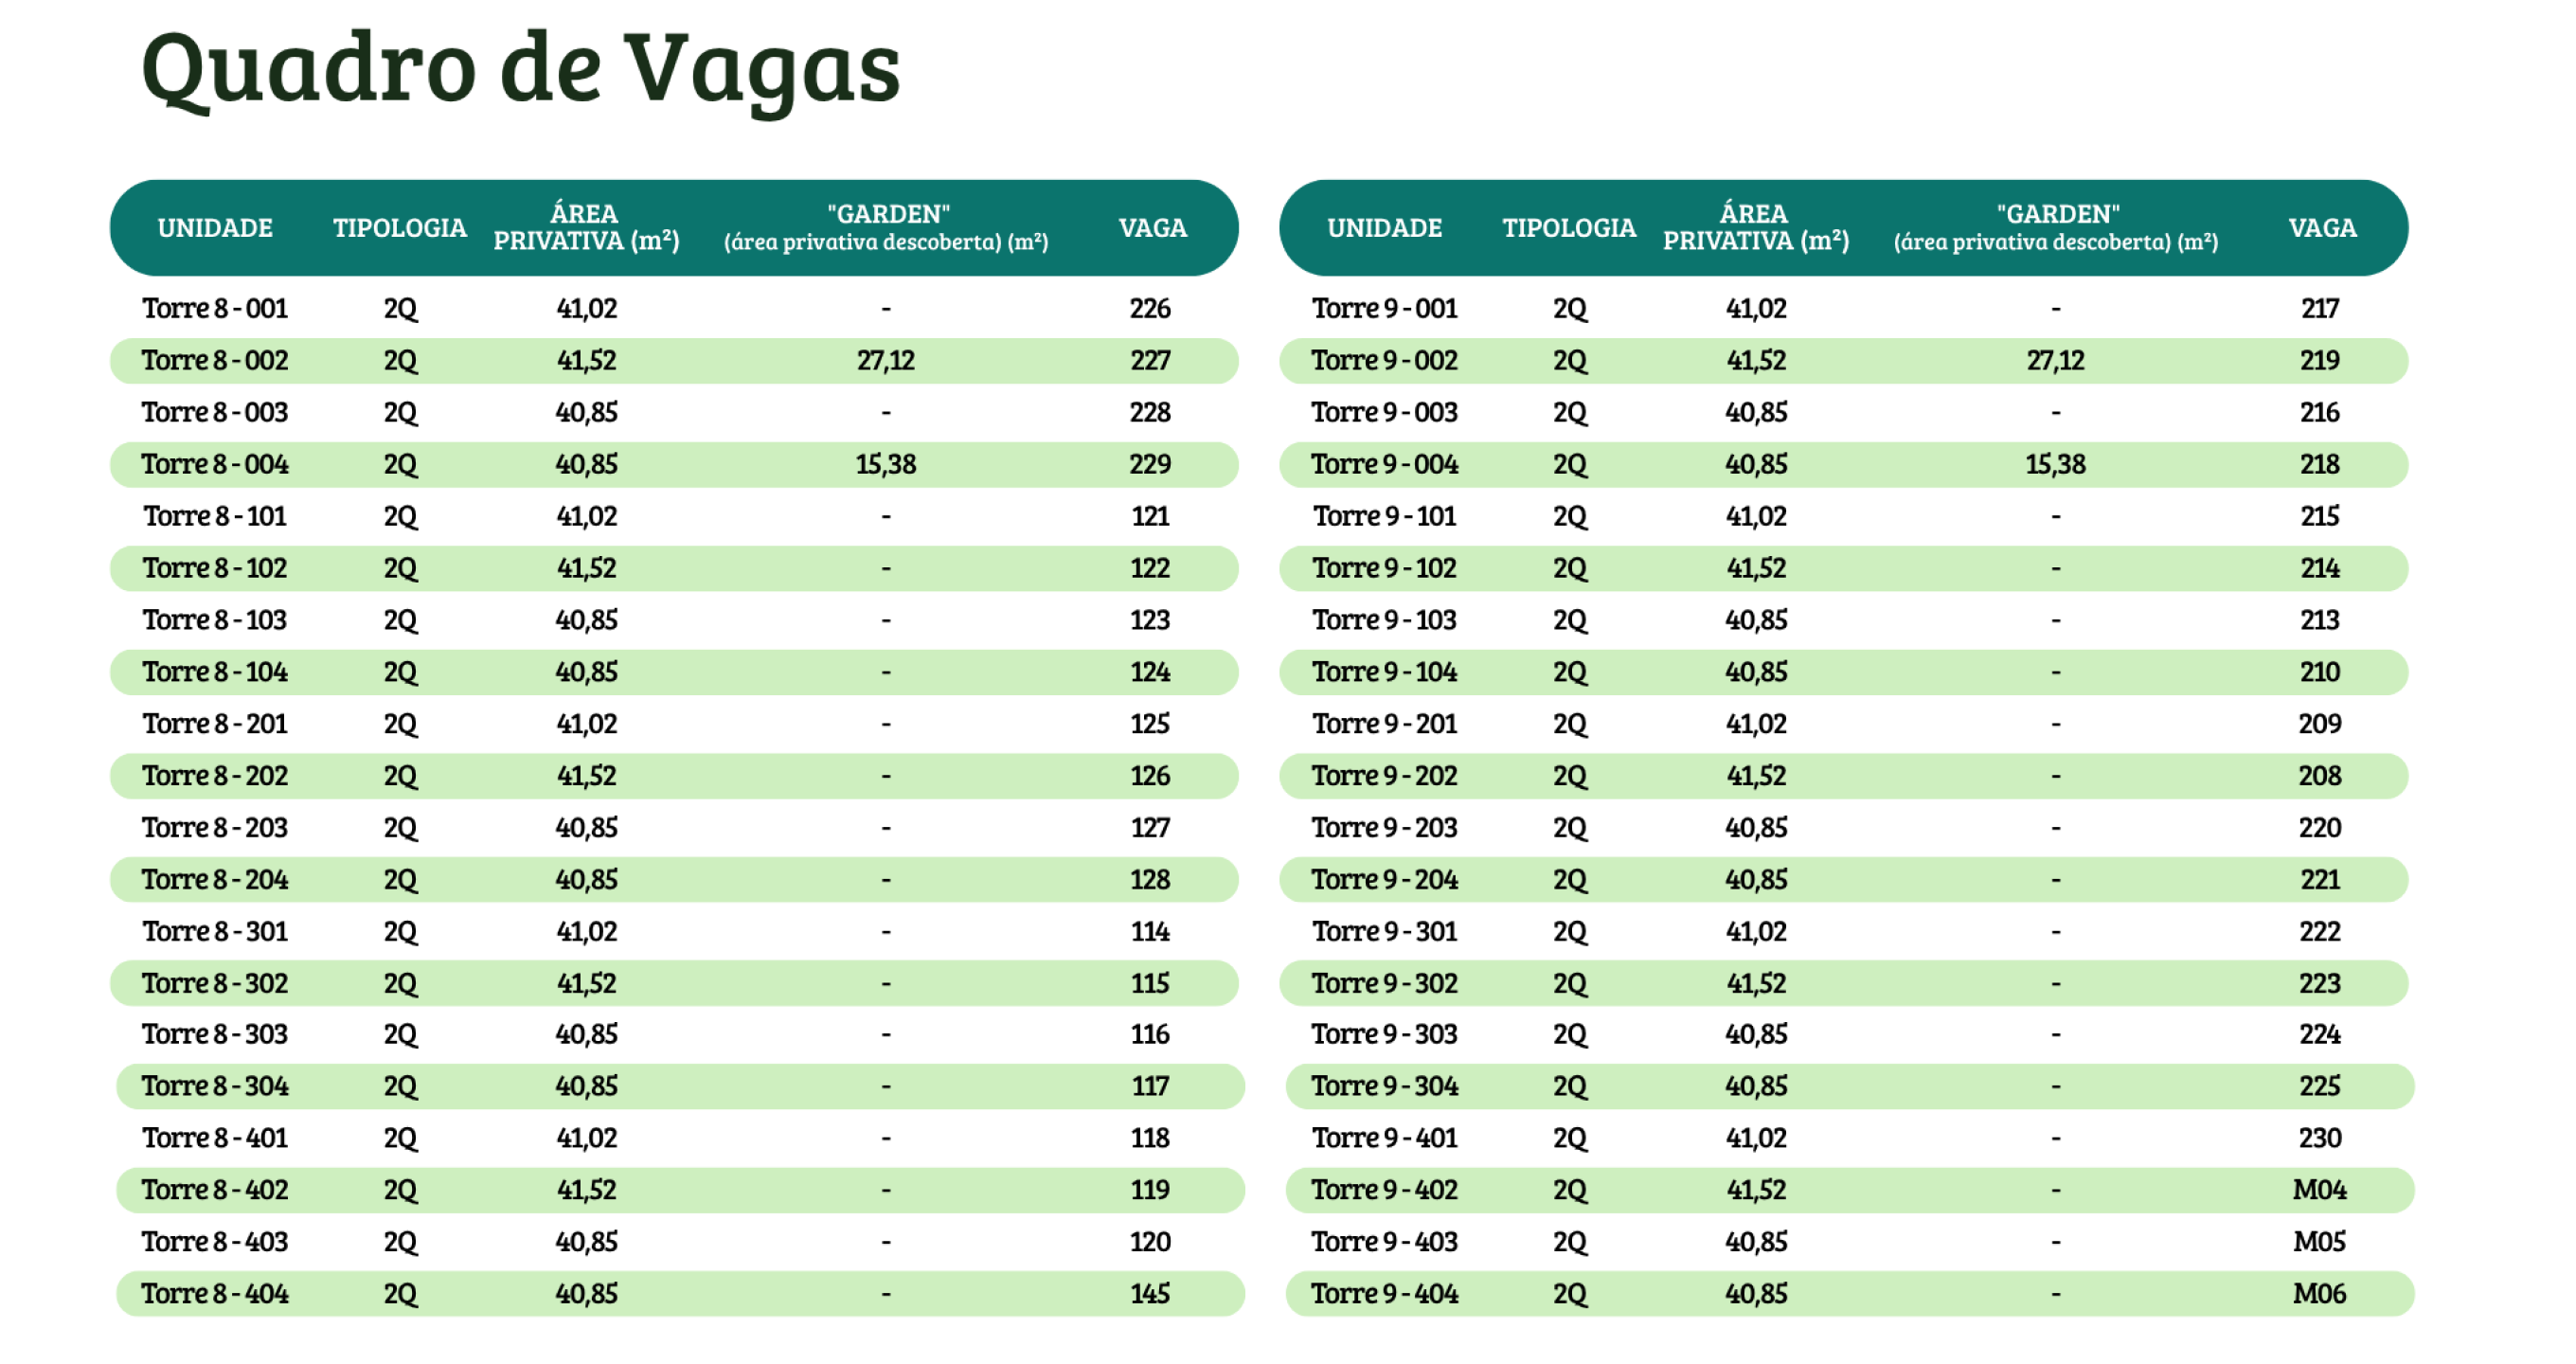 Quadro de Vagas
UNIDADE TIPOLOGIA ÁREA PRIVATIVA (m²) "GARDEN" (área privativa descoberta) (m²) VAGA
Torre 8 - 001 2Q 41,02 - 226
Torre 8 - 002 2Q 41,52 27,12 227
Torre 8 - 003 2Q 40,85 - 228
Torre 8 - 004 2Q 40,85 15,38 229
Torre 8 - 101 2Q 41,02 - 121
Torre 8 - 102 2Q 41,52 - 122
Torre 8 - 103 2Q 40,85 - 123
Torre 8 - 104 2Q 40,85 - 124
Torre 8 - 201 2Q 41,02 - 125
Torre 8 - 202 2Q 41,52 - 126
Torre 8 - 203 2Q 40,85 - 127
Torre 8 - 204 2Q 40,85 - 128
Torre 8 - 301 2Q 41,02 - 114
Torre 8 - 302 2Q 41,52 - 115
Torre 8 - 303 2Q 40,85 - 116
Torre 8 - 304 2Q 40,85 - 117
Torre 8 - 401 2Q 41,02 - 118
Torre 8 - 402 2Q 41,52 - 119
Torre 8 - 403 2Q 40,85 - 120
Torre 8 - 404 2Q 40,85 - 145
UNIDADE TIPOLOGIA ÁREA PRIVATIVA (m²) "GARDEN" (área privativa descoberta) (m²) VAGA
Torre 9 - 001 2Q 41,02 - 217
Torre 9 - 002 2Q 41,52 27,12 219
Torre 9 - 003 2Q 40,85 - 216
Torre 9 - 004 2Q 40,85 15,38 218
Torre 9 - 101 2Q 41,02 - 215
Torre 9 - 102 2Q 41,52 - 214
Torre 9 - 103 2Q 40,85 - 213
Torre 9 - 104 2Q 40,85 - 210
Torre 9 - 201 2Q 41,02 - 209
Torre 9 - 202 2Q 41,52 - 208
Torre 9 - 203 2Q 40,85 - 220
Torre 9 - 204 2Q 40,85 - 221
Torre 9 - 301 2Q 41,02 - 222
Torre 9 - 302 2Q 41,52 - 223
Torre 9 - 303 2Q 40,85 - 224
Torre 9 - 304 2Q 40,85 - 225
Torre 9 - 401 2Q 41,02 - 230
Torre 9 - 402 2Q 41,52 - M04
Torre 9 - 403 2Q 40,85 - M05
Torre 9 - 404 2Q 40,85 - M06